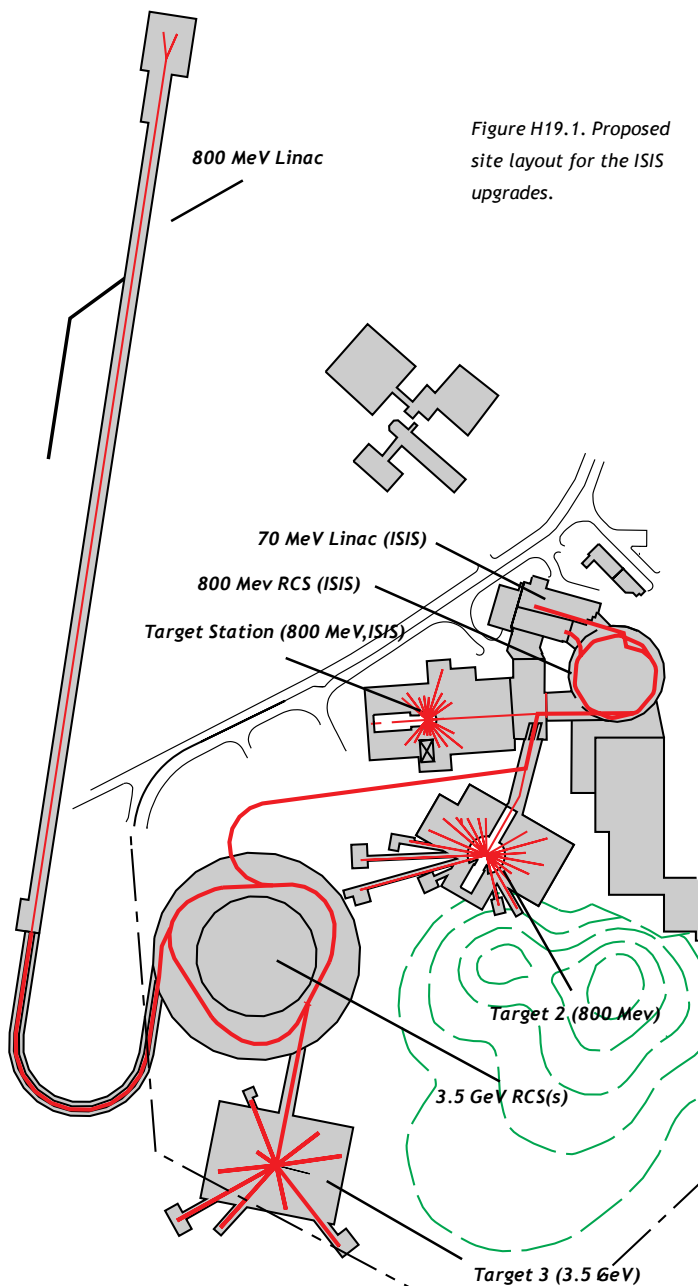 800 MeV Linac
Figure H19.1. Proposed
site layout for the ISIS
upgrades.
70 MeV Linac (ISIS)
800 Mev RCS (ISIS)
Target Station (800 MeV,ISIS)
Target 2 (800 Mev)
3.5 GeV RCS(s)
Target 3 (3.5 GeV)